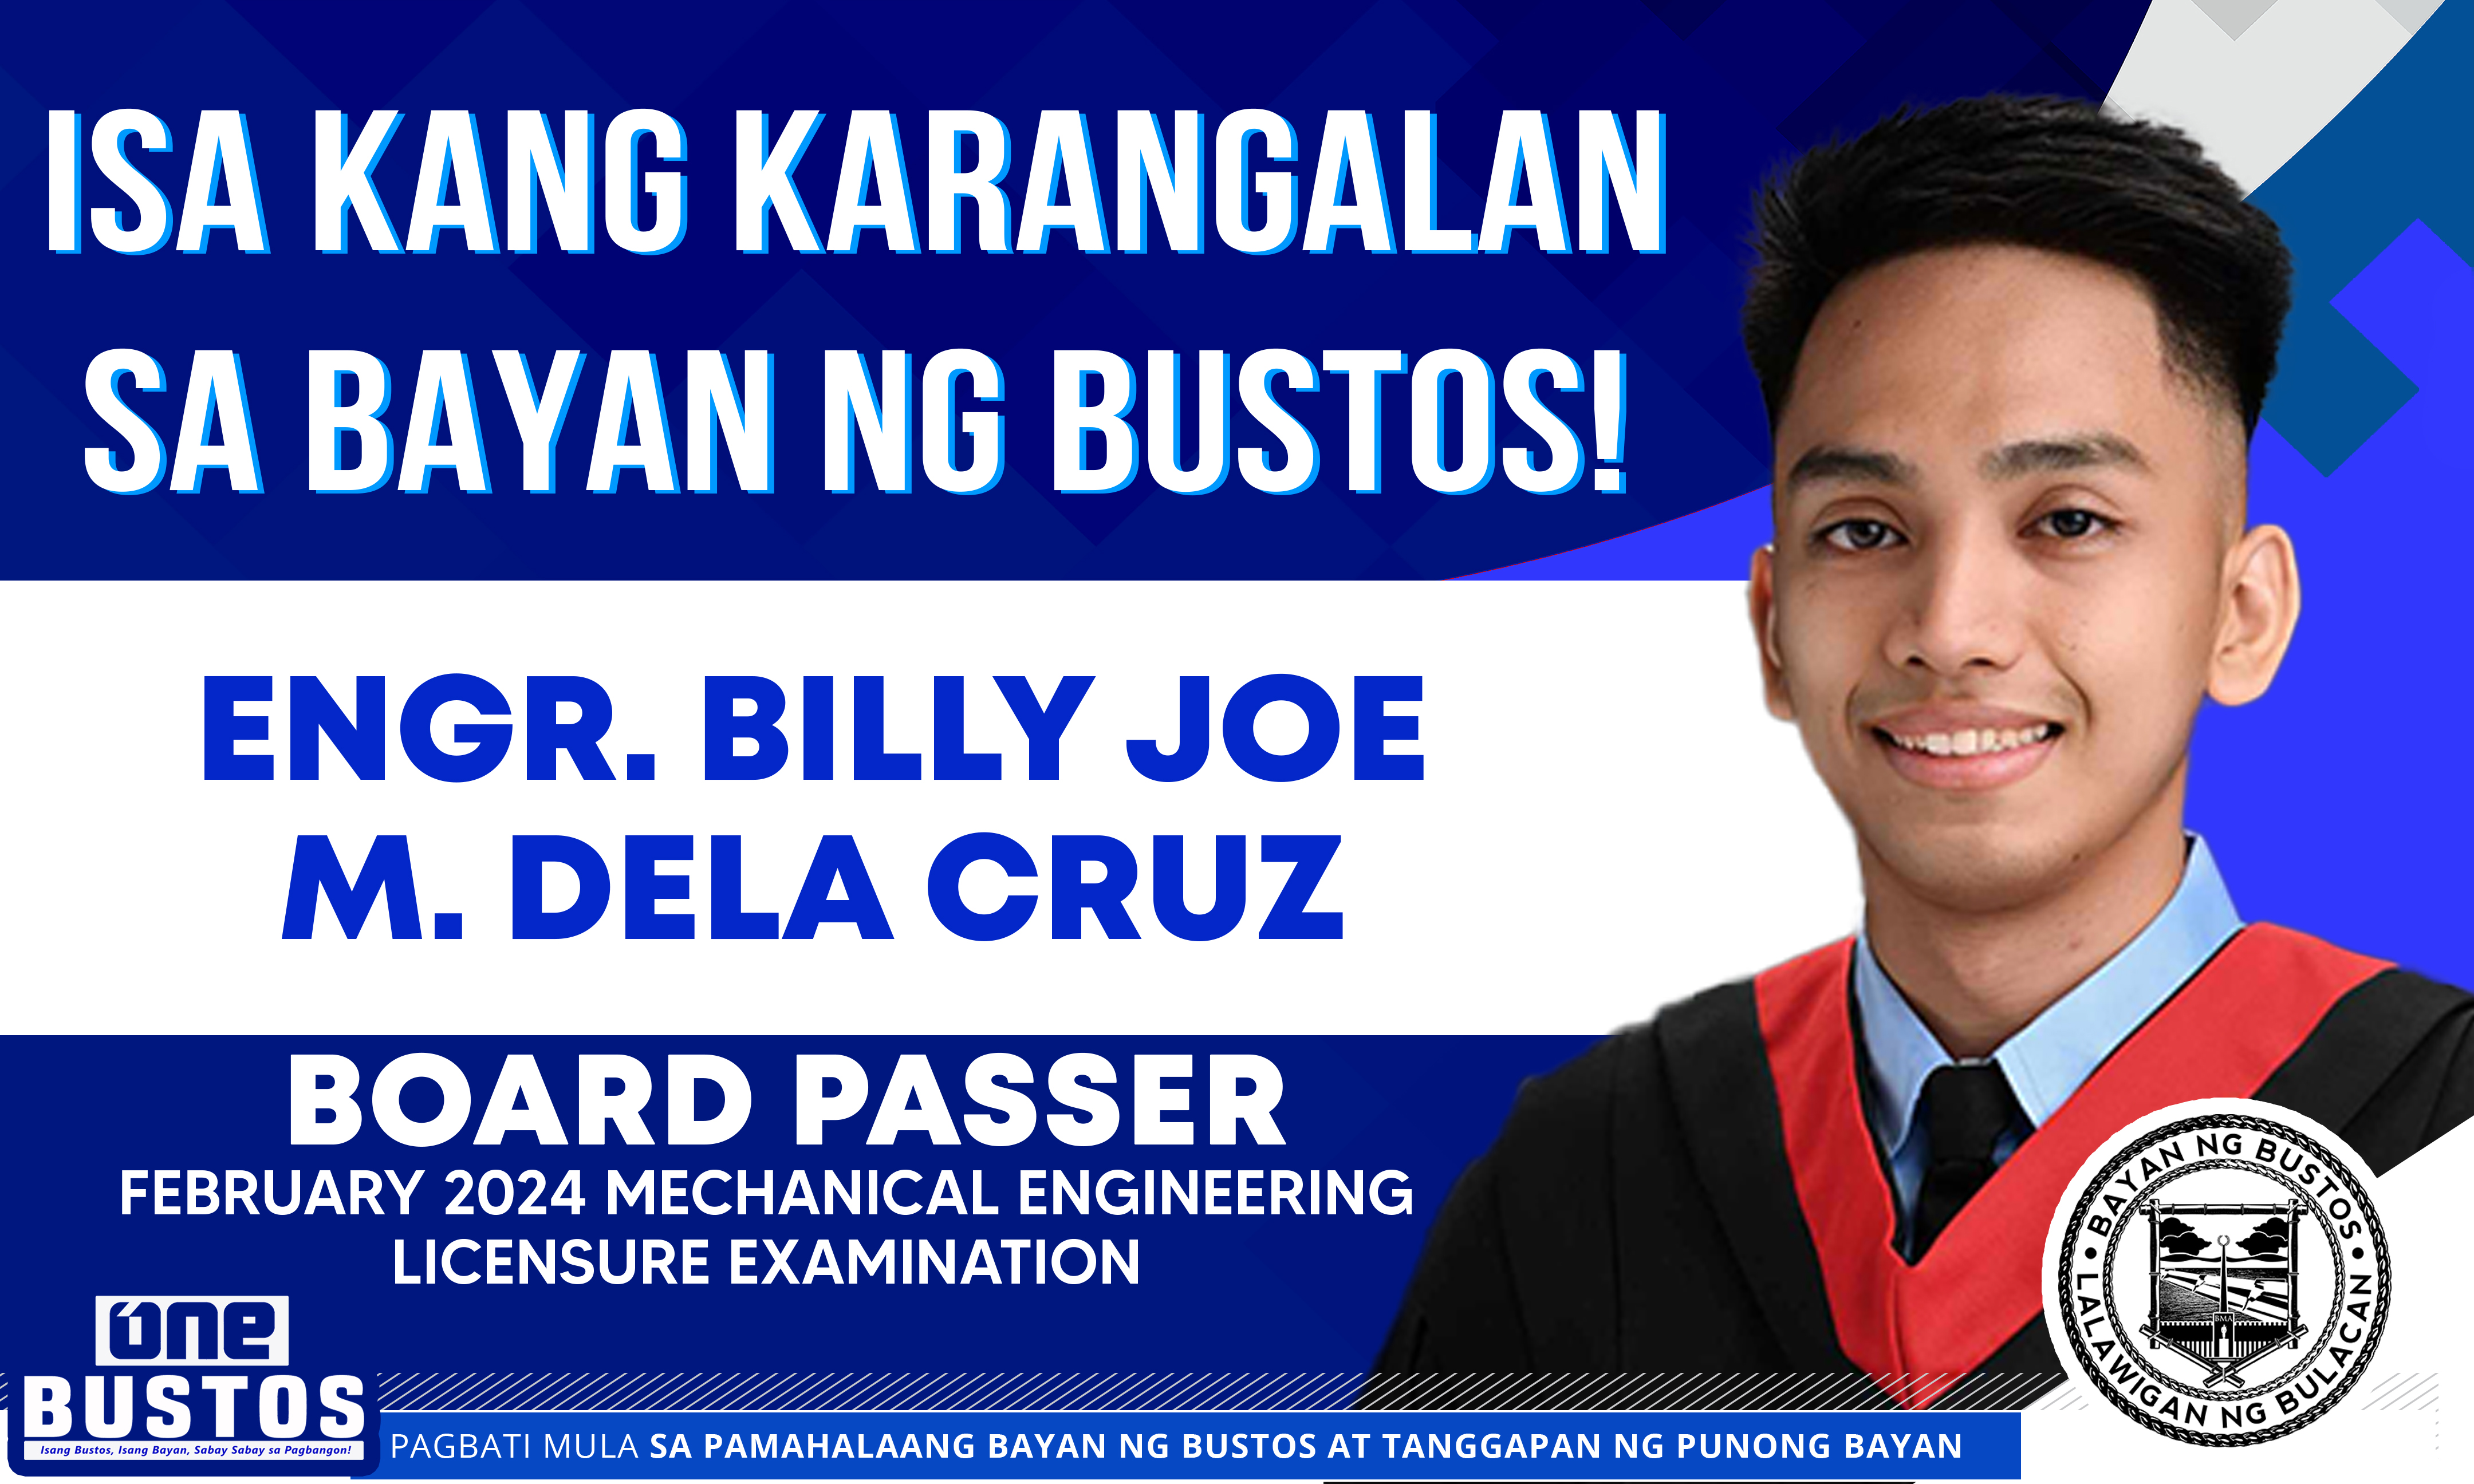 ISA KANG KARANGALAN
SA BAYAN NG BUSTOS!
ENGR. BILLY JOE
M. DELA CRUZ
BOARD PASSER
FEBRUARY 2024 MECHANICAL ENGINEERING
LICENSURE EXAMINATION
one
BUSTOS
Isang Bustos, Isang Bayan, Sabay Sabay sa Pagbangon!
PAGBATI MULA SA PAMAHALAANG BAYAN NG BUSTOS AT TANGGAPAN NG PUNONG BAYAN
BAYAN NG BUSTOS
LALAWIGAN NG BULACAN
BMA